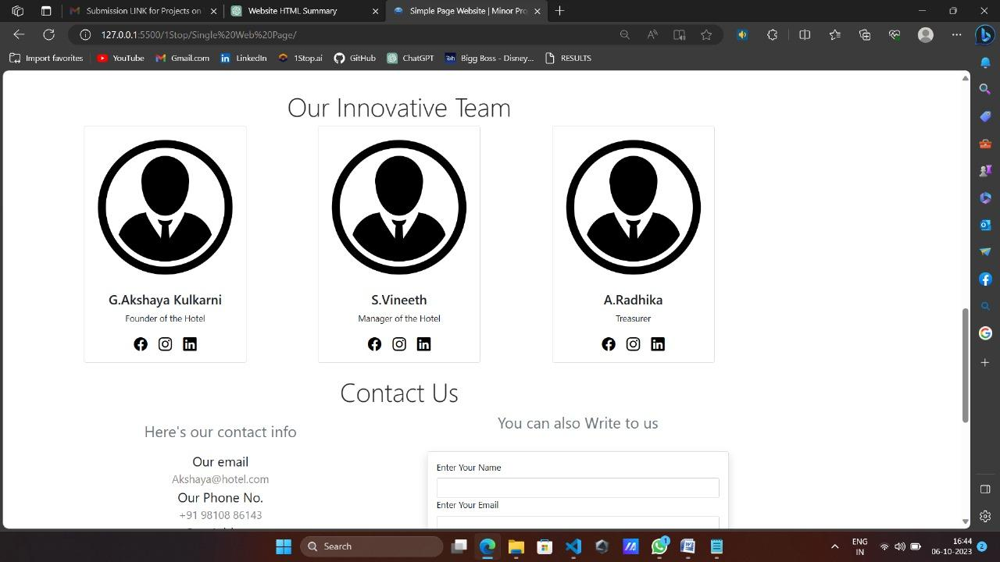 Submission LINK for Projects on
Website HTML Summary
Simple Page Website | Minor Pro
127.0.0.1:5500/1Stop/Single%20Web%20Page/
Import favorites
YouTube
Gmail.com
LinkedIn
1Stop.ai
GitHub
ChatGPT
Bigg Boss - Disney...
RESULTS
Our Innovative Team
G.Akshaya Kulkarni
Founder of the Hotel
S.Vineeth
Manager of the Hotel
A.Radhika
Treasurer
Contact Us
Here's our contact info
Our email
Akshaya@hotel.com
Our Phone No.
+91 98108 86143
You can also Write to us
Enter Your Name
Enter Your Email
Search
1
ENG
IN
16:44
06-10-2023
2